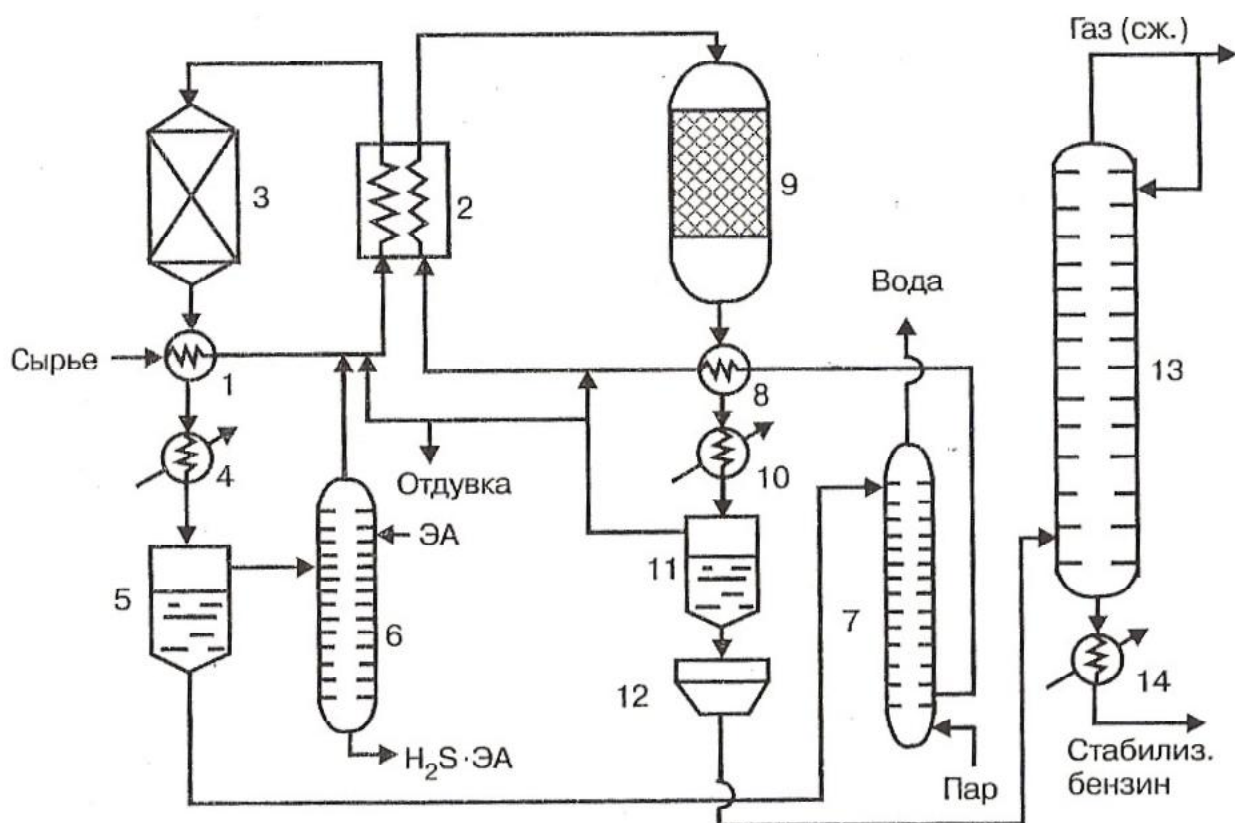 Газ (сж.)
3
2
9
Вода
Сырье
1
8
13
4
Отдувка
10
ЭА
5
11
6
7
12
14
H₂S·ЭА
Пар
Стабилиз.
бензин